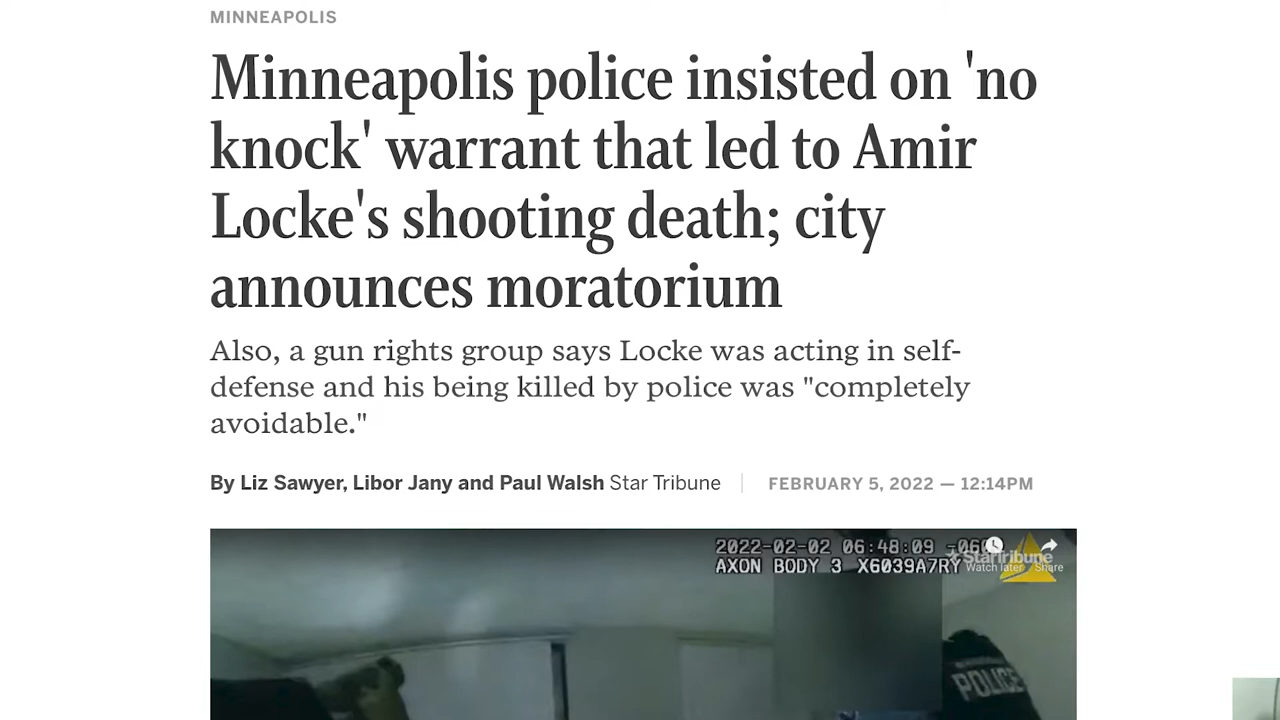 MINNEAPOLIS
Minneapolis police insisted on 'no
knock' warrant that led to Amir
Locke's shooting death; city
announces moratorium
Also, a gun rights group says Locke was acting in self-
defense and his being killed by police was "completely
avoidable."
By Liz Sawyer, Libor Jany and Paul Walsh Star Tribune FEBRUARY 5, 2022 — 12:14PM
2022-02-02 06:48:09 -060
AXON BODY 3 X6039A7RY
StarTribune
Watch later Share
POLICE